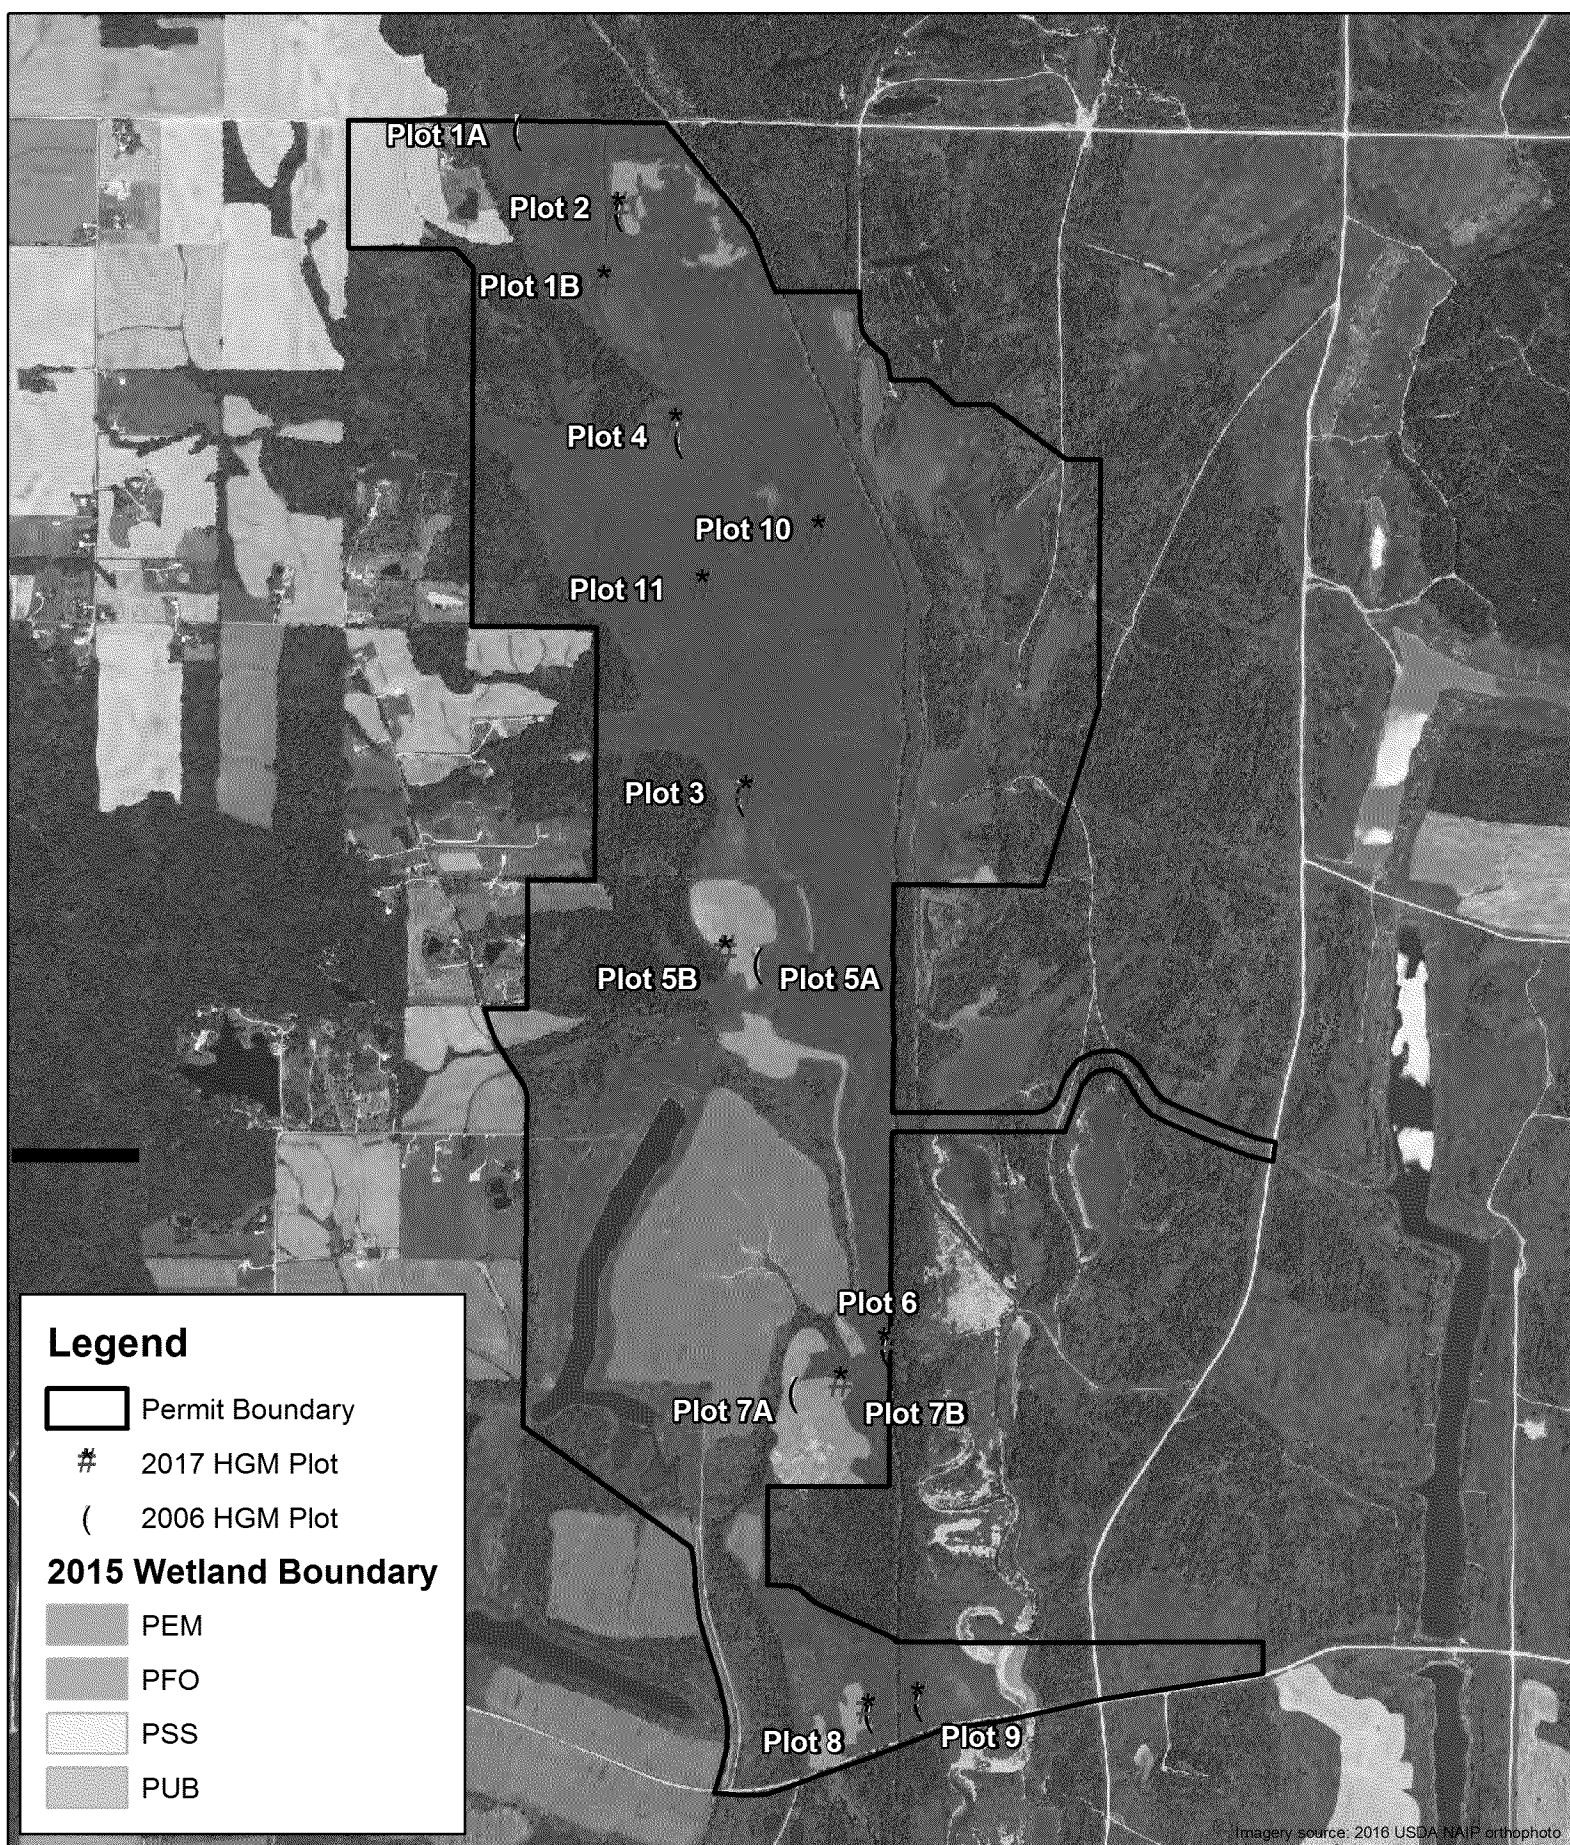 Plot 1A
Plot 2
Plot 1B
Plot 4
Plot 10
Plot 11
Plot 3
Plot 5B
Plot 5A
Plot 6
Plot 7A
Plot 7B
Plot 8
Plot 9
Legend
Permit Boundary
# 2017 HGM Plot
( 2006 HGM Plot
2015 Wetland Boundary
PEM
PFO
PSS
PUB
Imagery source: 2016 USDA NAIP orthophoto